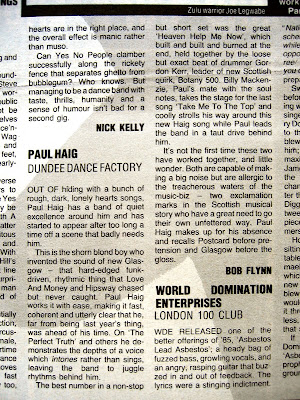 Zulu warrior Joe Legwabe
hearts are in the right place, and
the overall effect is manic rather
than muso.
Can Yes No People clamber
successfully along the rickety
fence that separates ghetto from
bubblegum? Who knows. But
managing to be a dance band with
taste, thrills, humanity and a
sense of humour isn't bad for a
second gig.
NICK KELLY
PAUL HAIG
DUNDEE DANCE FACTORY
OUT OF hiding with a bunch of
rough, dark, lonely hearts songs,
Paul Haig has a band of quiet
excellence around him and has
started to appear after too long a
time off a scene that badly needs
him.
This is the shorn blond boy who
invented the sound of new Glas-
gow – that hard-edged funk-
driven, rhythmic thing that Love
And Money and Hipsway chased
but never caught. Paul Haig
works it with ease, making it fast,
coherent and utterly clear that he,
far from being last year's thing,
was ahead of his time. On 'The
Perfect Truth' and others he de-
monstrates the depths of a voice
which intones rather than sings,
leaving the band to juggle
rhythms behind him.
The best number in a non-stop
but short set was the great
'Heaven Help Me Now', which
built and built and burned at the
end, held together by the loose
but exact beat of drummer Gor-
don Kerr, leader of new Scottish
quirk, Botany 500. Billy Macken-
zie, Paul's mate with the soul
notes, takes the stage for the last
song 'Take Me To The Top' and
coolly strolls his way around this
new Haig song while Paul leads
the band in a taut drive behind
him.
It's not the first time these two
have worked together, and little
wonder. Both are capable of mak-
ing a big noise but are allergic to
the treacherous waters of the
music-biz – two exclamation
marks in the Scottish musical
story who have a great need to go
their own unfettered way. Paul
Haig makes up for his absence
and recalls Postcard before pre-
tension and Glasgow before the
gloss.
BOB FLYNN
WORLD DOMINATION
ENTERPRISES
LONDON 100 CLUB
WDE RELEASED one of the
better offerings of '85, 'Asbestos
Lead Asbestos'; a heady bag of
fuzzed bass, growling vocals, and
an angry, rasping guitar that buz-
zed in and out of feedback. The
lyrics were a stinging indictment